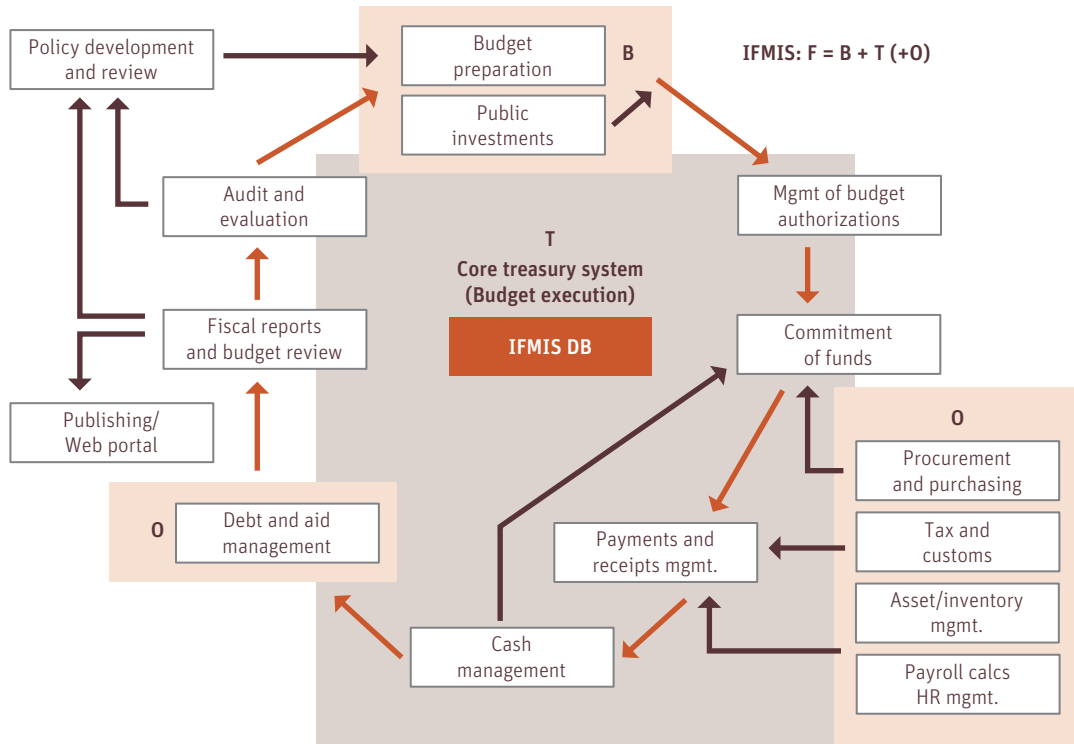 Policy development
and review
Budget
preparation
B
IFMIS: F = B + T (+O)
Public
investments
Audit and
evaluation
Mgmt of budget
authorizations
T
Core treasury system
(Budget execution)
IFMIS DB
Fiscal reports
and budget review
Commitment
of funds
Publishing/
Web portal
O
Procurement
and purchasing
O
Debt and aid
management
Payments and
receipts mgmt.
Tax and
customs
Asset/inventory
mgmt.
Cash
management
Payroll calcs
HR mgmt.